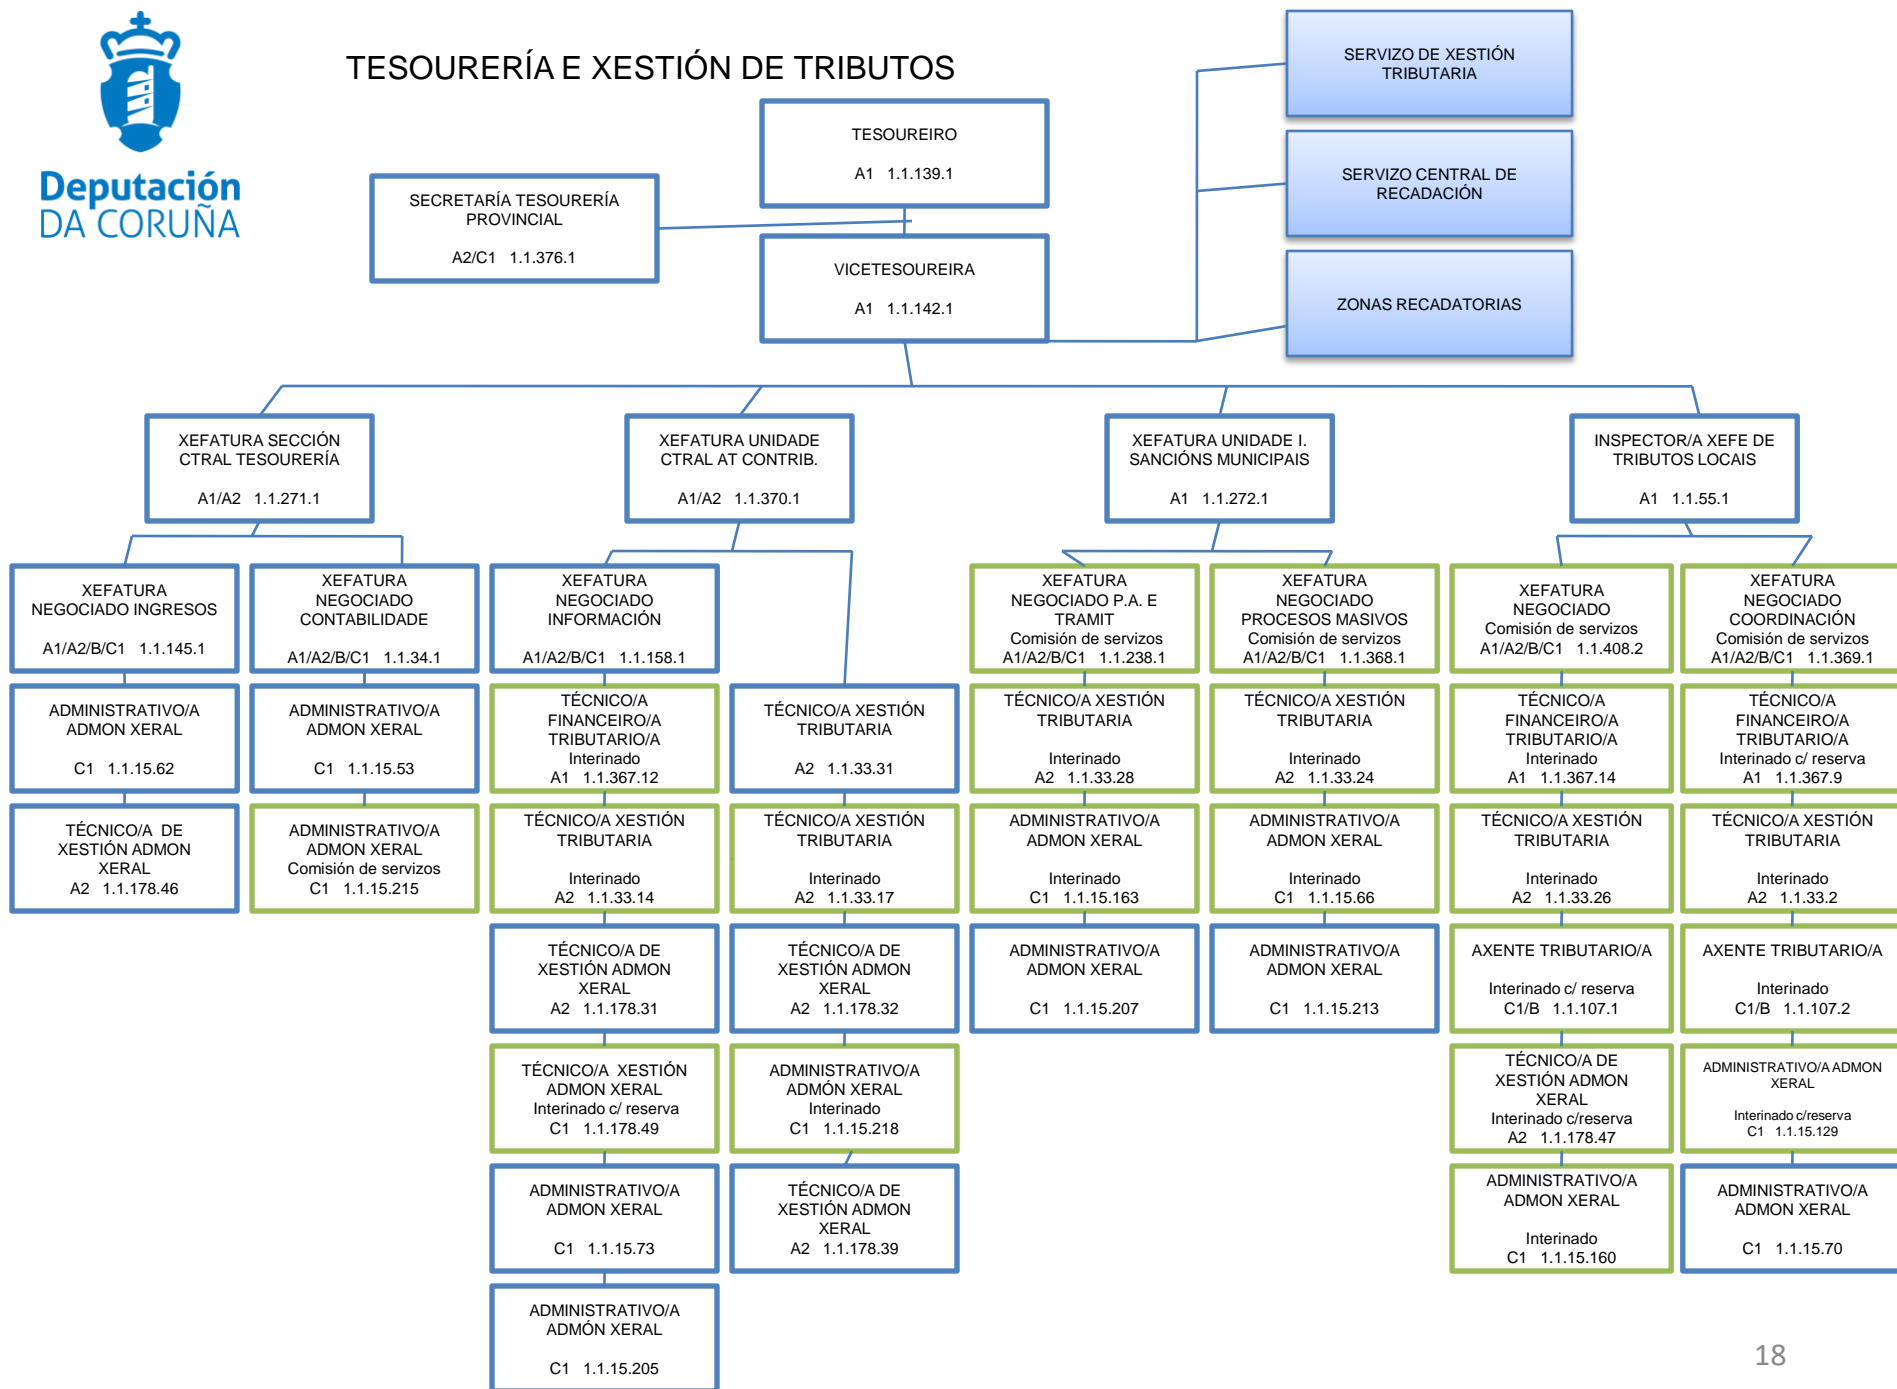 Deputación
DA CORUÑA
TESOURERÍA E XESTIÓN DE TRIBUTOS
SERVIZO DE XESTIÓN
TRIBUTARIA
SERVIZO CENTRAL DE
RECADACIÓN
ZONAS RECADATORIAS
TESOUREIRO
A1 1.1.139.1
SECRETARÍA TESOURERÍA
PROVINCIAL
A2/C1 1.1.376.1
VICETESOUREIRA
A1 1.1.142.1
XEFATURA SECCIÓN
CTRAL TESOURERÍA
A1/A2 1.1.271.1
XEFATURA UNIDADE
CTRAL AT CONTRIB.
A1/A2 1.1.370.1
XEFATURA UNIDADE I.
SANCIÓNS MUNICIPAIS
A1 1.1.272.1
INSPECTOR/A XEFE DE
TRIBUTOS LOCAIS
A1 1.1.55.1
XEFATURA
NEGOCIADO INGRESOS
A1/A2/B/C1 1.1.145.1
XEFATURA
NEGOCIADO
CONTABILIDADE
A1/A2/B/C1 1.1.34.1
XEFATURA
NEGOCIADO
INFORMACIÓN
A1/A2/B/C1 1.1.158.1
XEFATURA
NEGOCIADO P.A. E
TRAMIT
Comisión de servizos
A1/A2/B/C1 1.1.238.1
XEFATURA
NEGOCIADO
PROCESOS MASIVOS
Comisión de servizos
A1/A2/B/C1 1.1.368.1
XEFATURA
NEGOCIADO
Comisión de servizos
A1/A2/B/C1 1.1.408.2
XEFATURA
NEGOCIADO
COORDINACIÓN
Comisión de servizos
A1/A2/B/C1 1.1.369.1
ADMINISTRATIVO/A
ADMON XERAL
C1 1.1.15.62
ADMINISTRATIVO/A
ADMON XERAL
C1 1.1.15.53
TÉCNICO/A
FINANCEIRO/A
TRIBUTARIO/A
Interinado
A1 1.1.367.12
TÉCNICO/A XESTIÓN
TRIBUTARIA
A2 1.1.33.31
TÉCNICO/A XESTIÓN
TRIBUTARIA
Interinado
A2 1.1.33.28
TÉCNICO/A XESTIÓN
TRIBUTARIA
Interinado
A2 1.1.33.24
TÉCNICO/A
FINANCEIRO/A
TRIBUTARIO/A
Interinado
A1 1.1.367.14
TÉCNICO/A
FINANCEIRO/A
TRIBUTARIO/A
Interinado c/ reserva
A1 1.1.367.9
TÉCNICO/A DE
XESTIÓN ADMON
XERAL
A2 1.1.178.46
ADMINISTRATIVO/A
ADMON XERAL
Comisión de servizos
C1 1.1.15.215
TÉCNICO/A XESTIÓN
TRIBUTARIA
Interinado
A2 1.1.33.14
TÉCNICO/A XESTIÓN
TRIBUTARIA
Interinado
A2 1.1.33.17
ADMINISTRATIVO/A
ADMON XERAL
Interinado
C1 1.1.15.163
ADMINISTRATIVO/A
ADMON XERAL
Interinado
C1 1.1.15.66
TÉCNICO/A XESTIÓN
TRIBUTARIA
Interinado
A2 1.1.33.26
TÉCNICO/A XESTIÓN
TRIBUTARIA
Interinado
A2 1.1.33.2
TÉCNICO/A DE
XESTIÓN ADMON
XERAL
A2 1.1.178.31
TÉCNICO/A DE
XESTIÓN ADMON
XERAL
A2 1.1.178.32
ADMINISTRATIVO/A
ADMON XERAL
C1 1.1.15.207
ADMINISTRATIVO/A
ADMON XERAL
C1 1.1.15.213
AXENTE TRIBUTARIO/A
Interinado c/ reserva
C1/B 1.1.107.1
AXENTE TRIBUTARIO/A
Interinado
C1/B 1.1.107.2
TÉCNICO/A XESTIÓN
ADMON XERAL
Interinado c/ reserva
C1 1.1.178.49
ADMINISTRATIVO/A
ADMÓN XERAL
Interinado
C1 1.1.15.218
TÉCNICO/A DE
XESTIÓN ADMON
XERAL
Interinado c/reserva
A2 1.1.178.47
ADMINISTRATIVO/A ADMON
XERAL
Interinado c/reserva
C1 1.1.15.129
ADMINISTRATIVO/A
ADMON XERAL
C1 1.1.15.73
TÉCNICO/A DE
XESTIÓN ADMON
XERAL
A2 1.1.178.39
ADMINISTRATIVO/A
ADMON XERAL
Interinado
C1 1.1.15.160
ADMINISTRATIVO/A
ADMON XERAL
C1 1.1.15.70
ADMINISTRATIVO/A
ADMÓN XERAL
C1 1.1.15.205
18